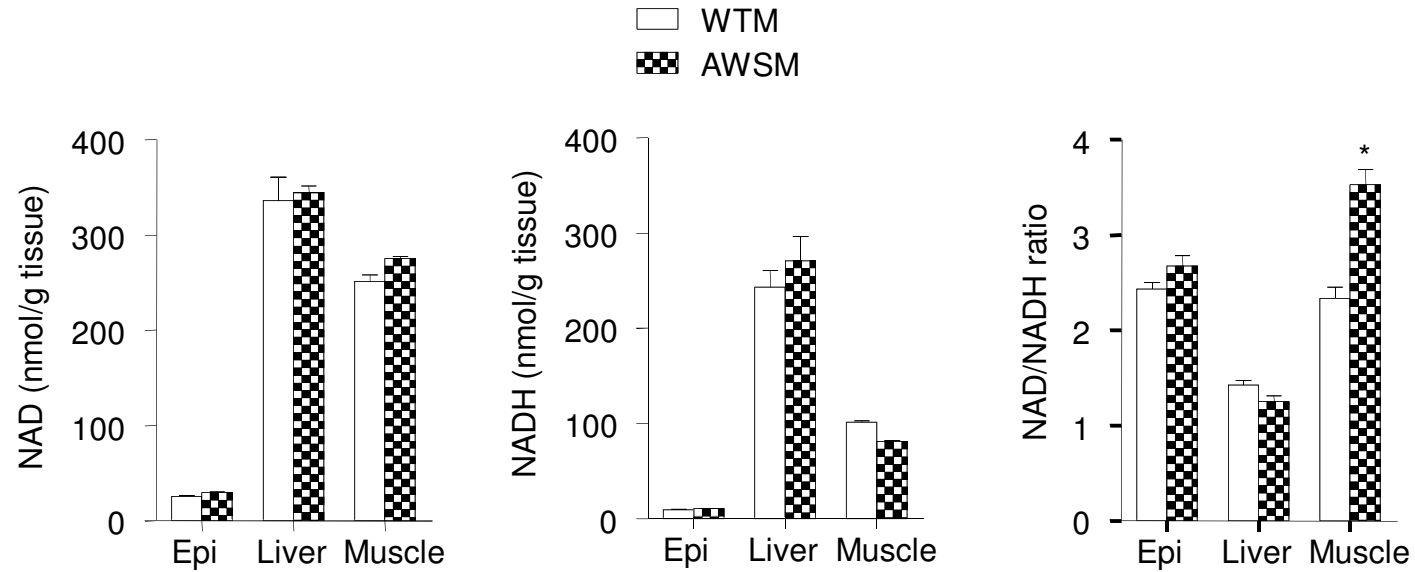 WTM
AWSM
NAD (nmol/g tissue)
400
300
200
100
0
Epi Liver Muscle
NADH (nmol/g tissue)
400
300
200
100
0
Epi Liver Muscle
NAD/NADH ratio
4
3
2
1
0
*
Epi Liver Muscle